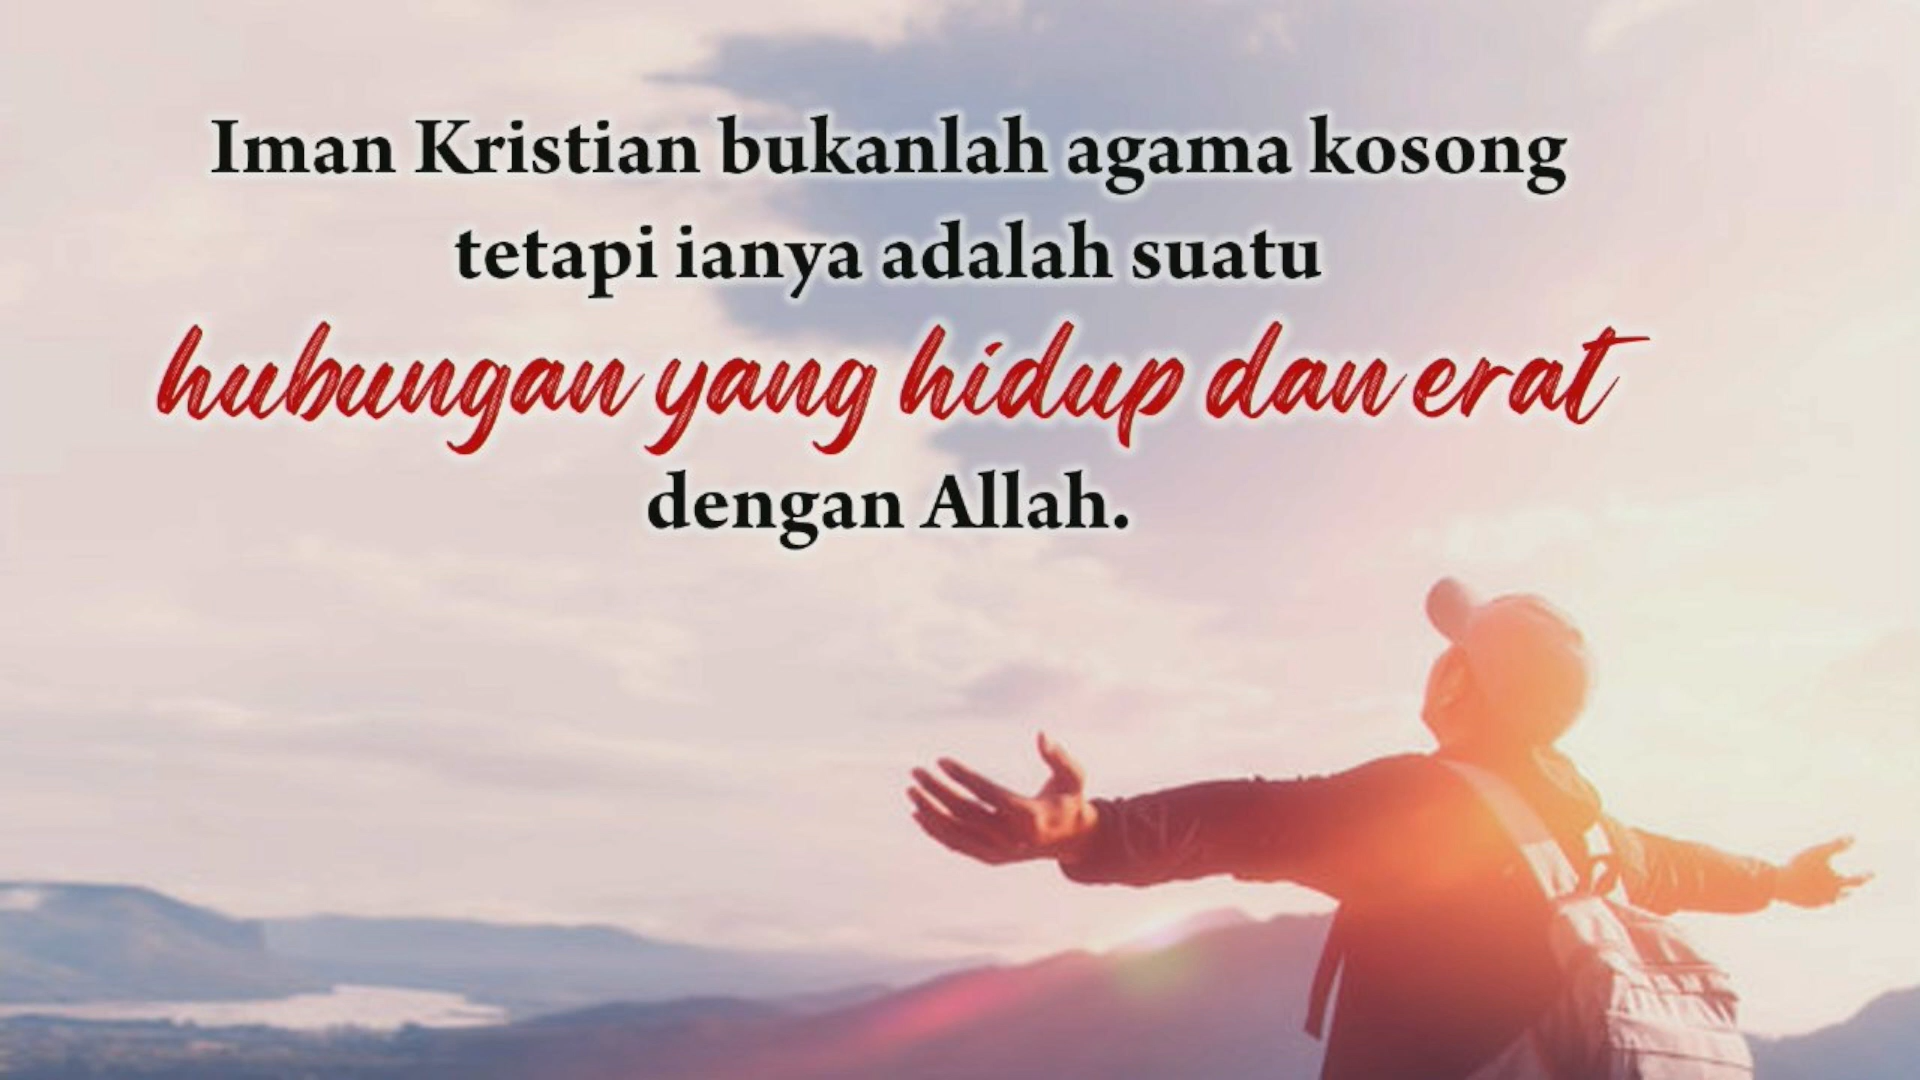 Iman Kristian bukanlah agama kosong
tetapi ianya adalah suatu
hubungan yang hidup dan erat
dengan Allah.